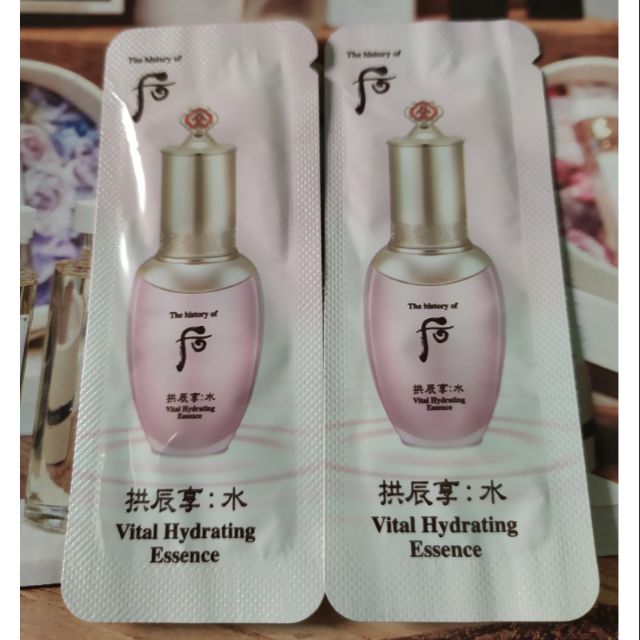 The history of
后
The history of
后
拱辰享:水
Vital Hydrating
Essence
拱辰享:水
Vital Hydrating
Essence
The history of
后
The history of
后
拱辰享:水
Vital Hydrating
Essence
拱辰享:水
Vital Hydrating
Essence